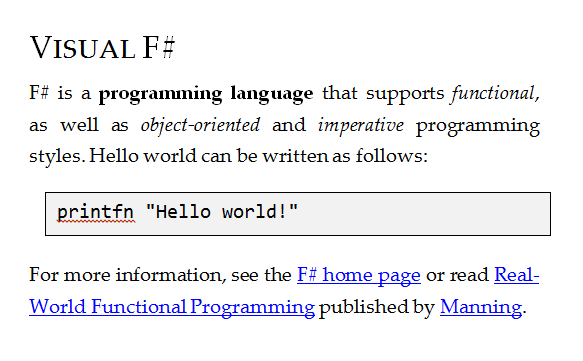 VISUAL F#
F# is a programming language that supports functional,
as well as object-oriented and imperative programming
styles. Hello world can be written as follows:
printfn "Hello world!"
For more information, see the F# home page or read Real-
World Functional Programming published by Manning.